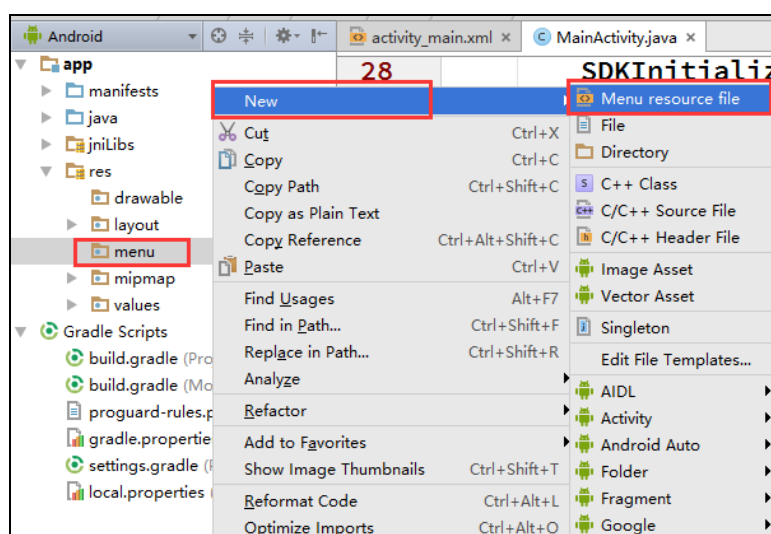 Android
activity_main.xml
MainActivity.java
app
28
SDKInitializ
manifests
java
jniLibs
res
drawable
layout
menu
mipmap
values
Gradle Scripts
build.gradle (Pro
build.gradle (Mo
proguard-rules.p
gradle.propertie
settings.gradle (
local.properties
New
Cut Ctrl+X
Copy Ctrl+C
Copy Path Ctrl+Shift+C
Copy as Plain Text
Copy Reference Ctrl+Alt+Shift+C
Paste Ctrl+V
Find Usages Alt+F7
Find in Path... Ctrl+Shift+F
Replace in Path... Ctrl+Shift+R
Analyze
Refactor
Add to Favorites
Show Image Thumbnails Ctrl+Shift+T
Reformat Code Ctrl+Alt+L
Optimize Imports Ctrl+Alt+O
Menu resource file
File
Directory
S C++ Class
C++ C/C++ Source File
h C/C++ Header File
Image Asset
Vector Asset
Singleton
Edit File Templates...
AIDL
Activity
Android Auto
Folder
Fragment
Google